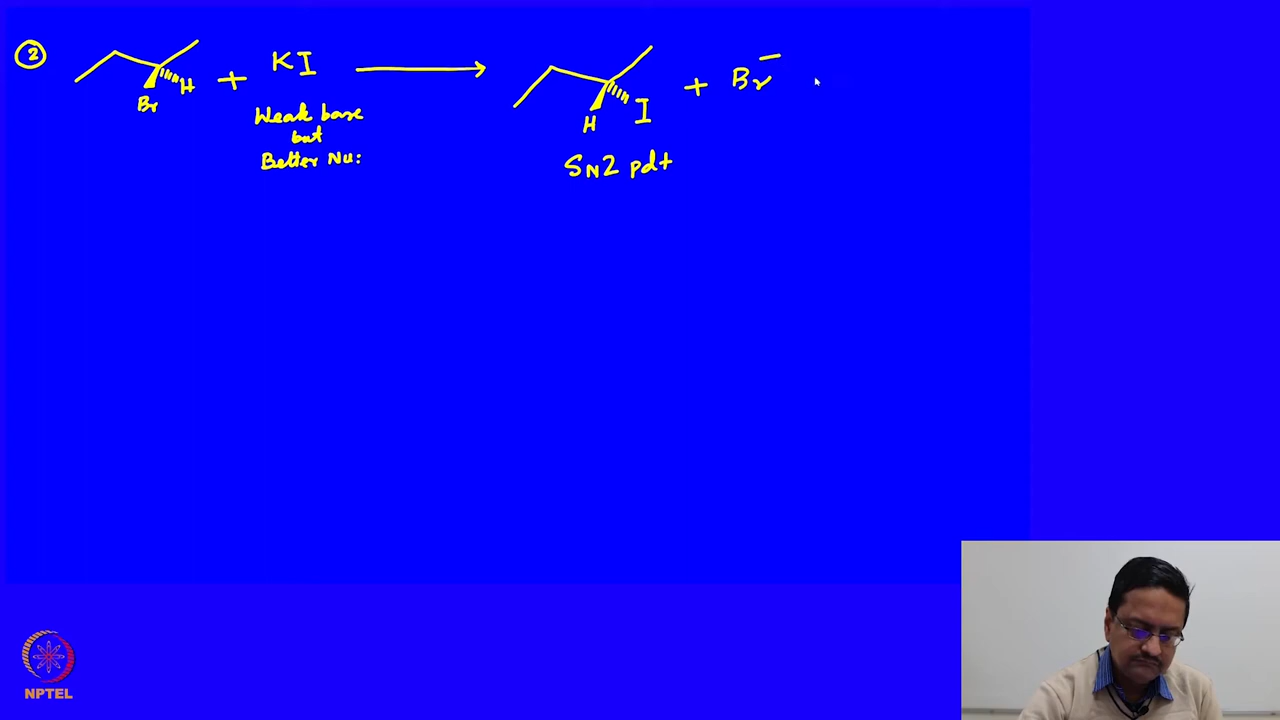 2
Br
H
+ KI
Weak base
but
Better Nu:
H
I
+ Br−
SN2 pdt
NPTEL